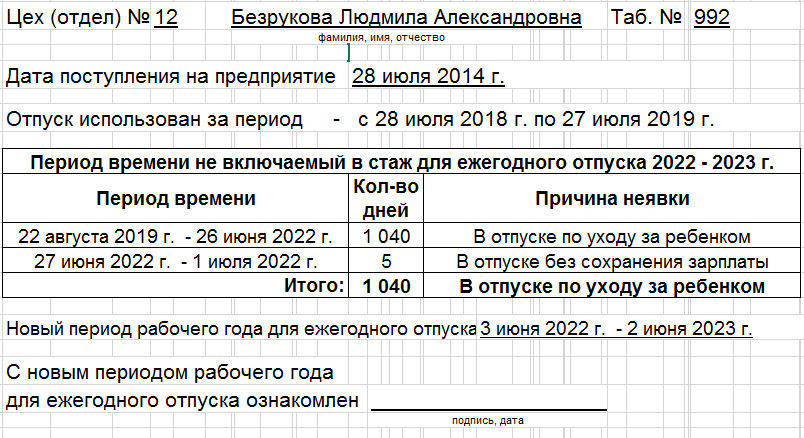 Цех (отдел) № 12 Безрукова Людмила Александровна Таб. № 992
фамилия, имя, отчество
Дата поступления на предприятие 28 июля 2014 г.
Отпуск использован за период - с 28 июля 2018 г. по 27 июля 2019 г.
Период времени не включаемый в стаж для ежегодного отпуска 2022 - 2023 г.
Период времени Кол-во дней Причина неявки
22 августа 2019 г. - 26 июня 2022 г. 1 040 В отпуске по уходу за ребенком
27 июня 2022 г. - 1 июля 2022 г. 5 В отпуске без сохранения зарплаты
Итого: 1 040 В отпуске по уходу за ребенком
Новый период рабочего года для ежегодного отпуска 3 июня 2022 г. - 2 июня 2023 г.
С новым периодом рабочего года
для ежегодного отпуска ознакомлен
подпись, дата